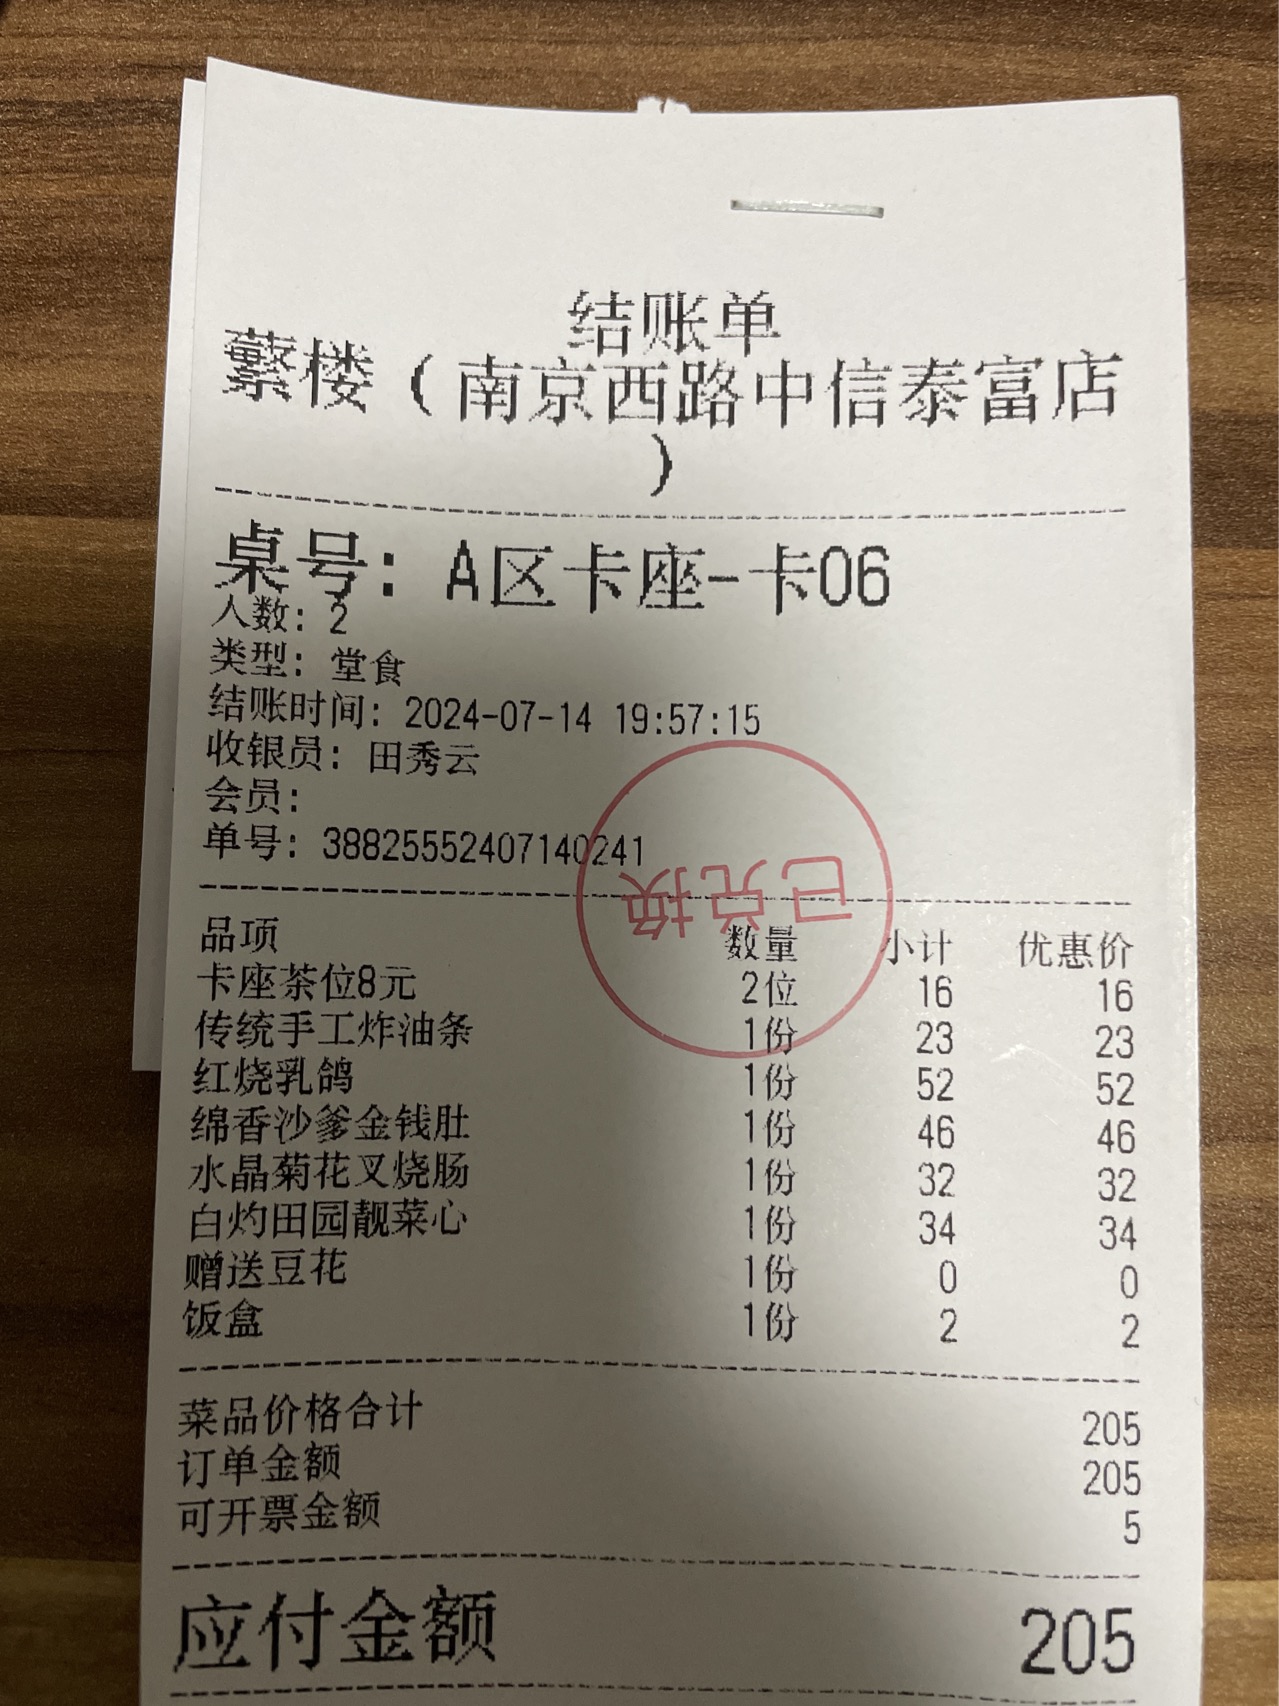 结账单
蘩楼（南京西路中信泰富店
）
桌号：A区卡座-卡06
人数：2
类型：堂食
结账时间：2024-07-14 19:57:15
收银员：田秀云
会员：
单号：38825552407140241
已兑换
品项 数量 小计 优惠价
卡座茶位8元 2位 16 16
传统手工炸油条 1份 23 23
红烧乳鸽 1份 52 52
绵香沙爹金钱肚 1份 46 46
水晶菊花叉烧肠 1份 32 32
白灼田园靓菜心 1份 34 34
赠送豆花 1份 0 0
饭盒 1份 2 2
菜品价格合计 205
订单金额 205
可开票金额 5
应付金额 205